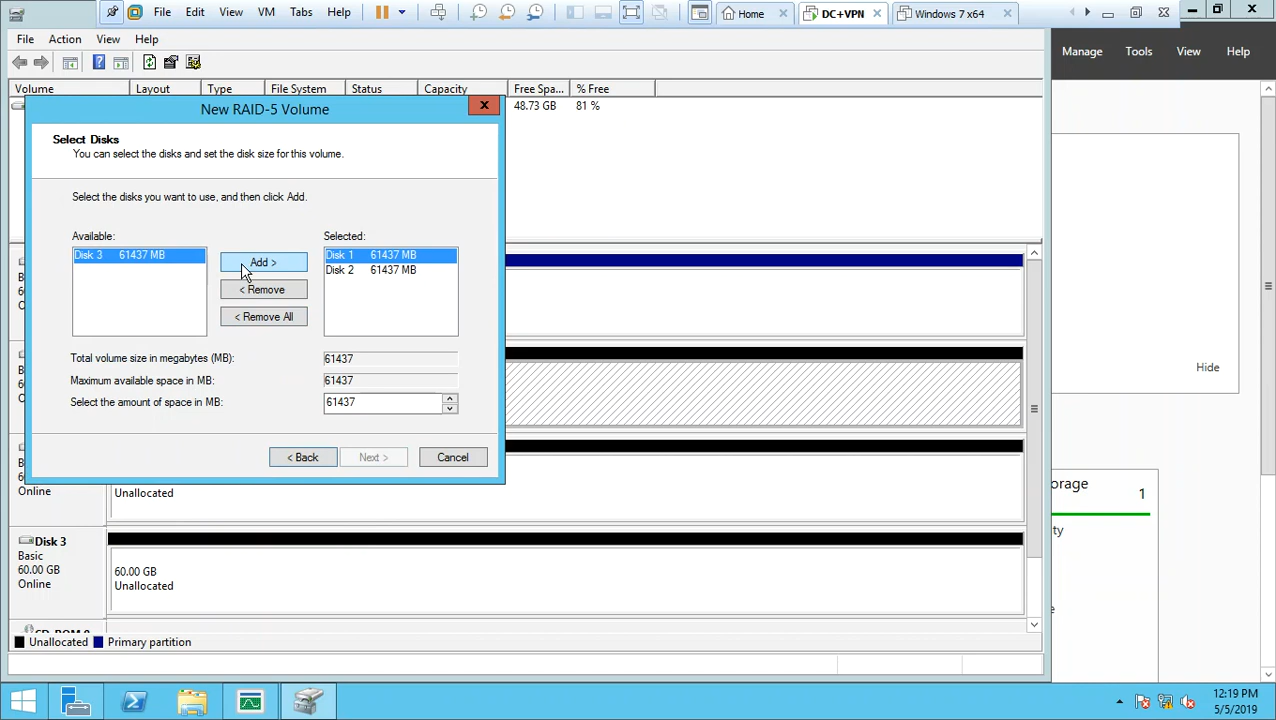 File Edit View VM Tabs Help Home DC+VPN Windows 7 x64
File Action View Help
Manage Tools View Help
Volume Layout Type File System Status Capacity Free Spa... % Free
48.73 GB 81 %
New RAID-5 Volume
Select Disks
You can select the disks and set the disk size for this volume.
Select the disks you want to use, and then click Add.
Available: Selected:
Disk 3 61437 MB Add > Disk 1 61437 MB
Disk 2 61437 MB
< Remove
< Remove All
Total volume size in megabytes (MB): 61437
Maximum available space in MB: 61437
Select the amount of space in MB: 61437
Hide
< Back Next > Cancel
Online Unallocated
orage 1
ty
Disk 3
Basic
60.00 GB
Online
60.00 GB
Unallocated
Unallocated Primary partition
12:19 PM
5/5/2019